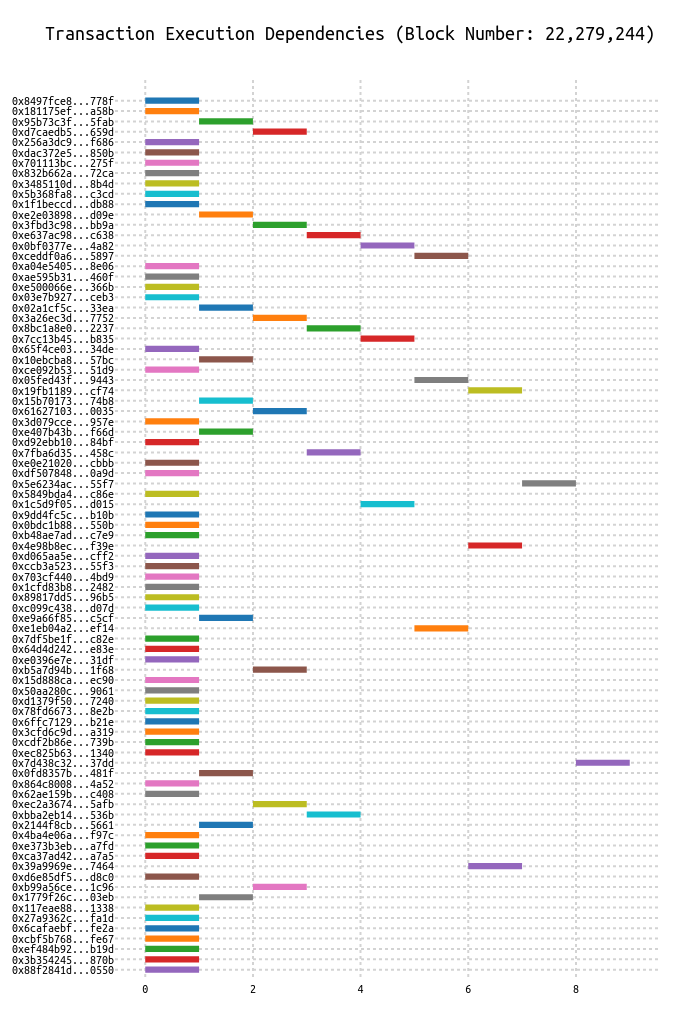 Transaction Execution Dependencies (Block Number: 22,279,244)
0x8497fce8...778f
0x181175ef...a58b
0x95b73c3f...5fab
0xd7caedb5...659d
0x256a3dc9...f686
0xdac372e5...850b
0x701113bc...275f
0x832b662a...72ca
0x3485110d...8b4d
0x5b368fa8...c3cd
0x1f1beccd...db88
0xe2e03898...d09e
0x3fbd3c98...bb9a
0xe637ac98...c638
0x0bf0377e...4a82
0xceddf0a6...5897
0xa04e5405...8e06
0xae595b31...460f
0xe500066e...366b
0x03e7b927...ceb3
0x02a1cf5c...33ea
0x3a26ec3d...7752
0x8bc1a8e0...2237
0x7cc13b45...b835
0x65f4ce03...34de
0x10ebcba8...57bc
0xce092b53...51d9
0x05fed43f...9443
0x19fb1189...cf74
0x15b70173...74b8
0x61627103...0035
0x3d079cce...957e
0xe407b43b...f66d
0xd92ebb10...84bf
0x7fba6d35...458c
0xe0e21020...cbbb
0xdf507848...0a9d
0x5e6234ac...55f7
0x5849bda4...c86e
0x1c5d9f05...d015
0x9dd4fc5c...b10b
0x0bdc1b88...550b
0xb48ae7ad...c7e9
0x4e98b8ec...f39e
0xd065aa5e...cff2
0xccb3a523...55f3
0x703cf440...4bd9
0x1cfd83b8...2482
0x89817dd5...96b5
0xc099c438...d07d
0xe9a66f85...c5cf
0xe1eb04a2...ef14
0x7df5be1f...c82e
0x64d4d242...e83e
0xe0396e7e...31df
0xb5a7d94b...1f68
0x15d888ca...ec90
0x50aa280c...9061
0xd1379f50...7240
0x78fd6673...8e2b
0x6ffc7129...b21e
0x3cfd6c9d...a319
0xcdf2b86e...739b
0xec825b63...1340
0x7d438c32...37dd
0x0fd8357b...481f
0x864c8008...4a52
0x62ae159b...c408
0xec2a3674...5afb
0xbba2eb14...536b
0x2144f8cb...5661
0x4ba4e06a...f97c
0xe373b3eb...a7fd
0xca37ad42...a7a5
0x39a9969e...7464
0xd6e85df5...d8c0
0xb99a56ce...1c96
0x1779f26c...03eb
0x117eae88...1338
0x27a9362c...fa1d
0x6cafaebf...fe2a
0xcbf5b768...fe67
0xef484b92...b19d
0x3b354245...870b
0x88f2841d...0550
0 2 4 6 8